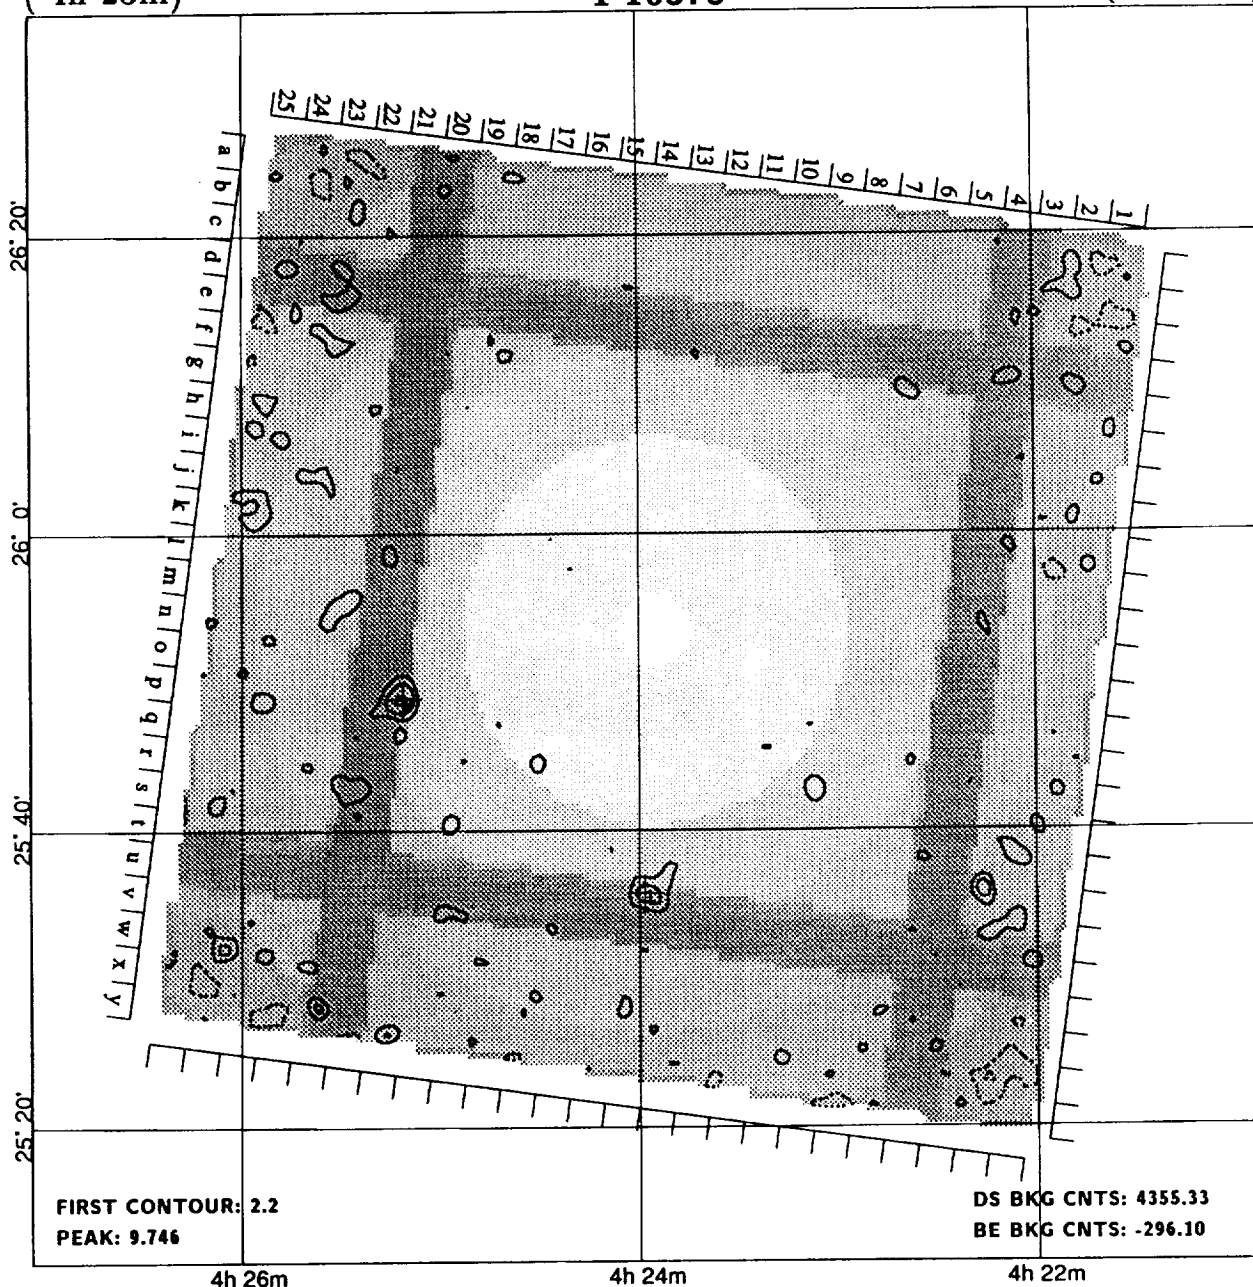 25 24 23 22 21 20 19 18 17 16 15 14 13 12 11 10 9 8 7 6 5 4 3 2 1
a b c d e f g h i j k l m n o p q r s t u v w x y
26° 20'
26° 0'
25° 40'
25° 20'
FIRST CONTOUR: 2.2
PEAK: 9.746
DS BKG CNTS: 4355.33
BE BKG CNTS: -296.10
4h 26m 4h 24m 4h 22m